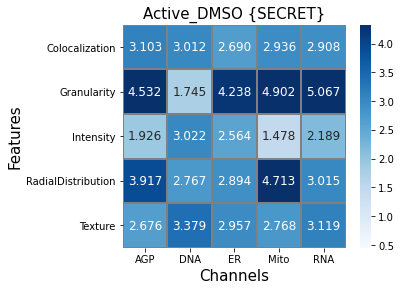 Active_DMSO {SECRET}
Features
Colocalization 3.103 3.012 2.690 2.936 2.908
Granularity 4.532 1.745 4.238 4.902 5.067
Intensity 1.926 3.022 2.564 1.478 2.189
RadialDistribution 3.917 2.767 2.894 4.713 3.015
Texture 2.676 3.379 2.957 2.768 3.119
AGP DNA ER Mito RNA
Channels
4.0
3.5
3.0
2.5
2.0
1.5
1.0
0.5